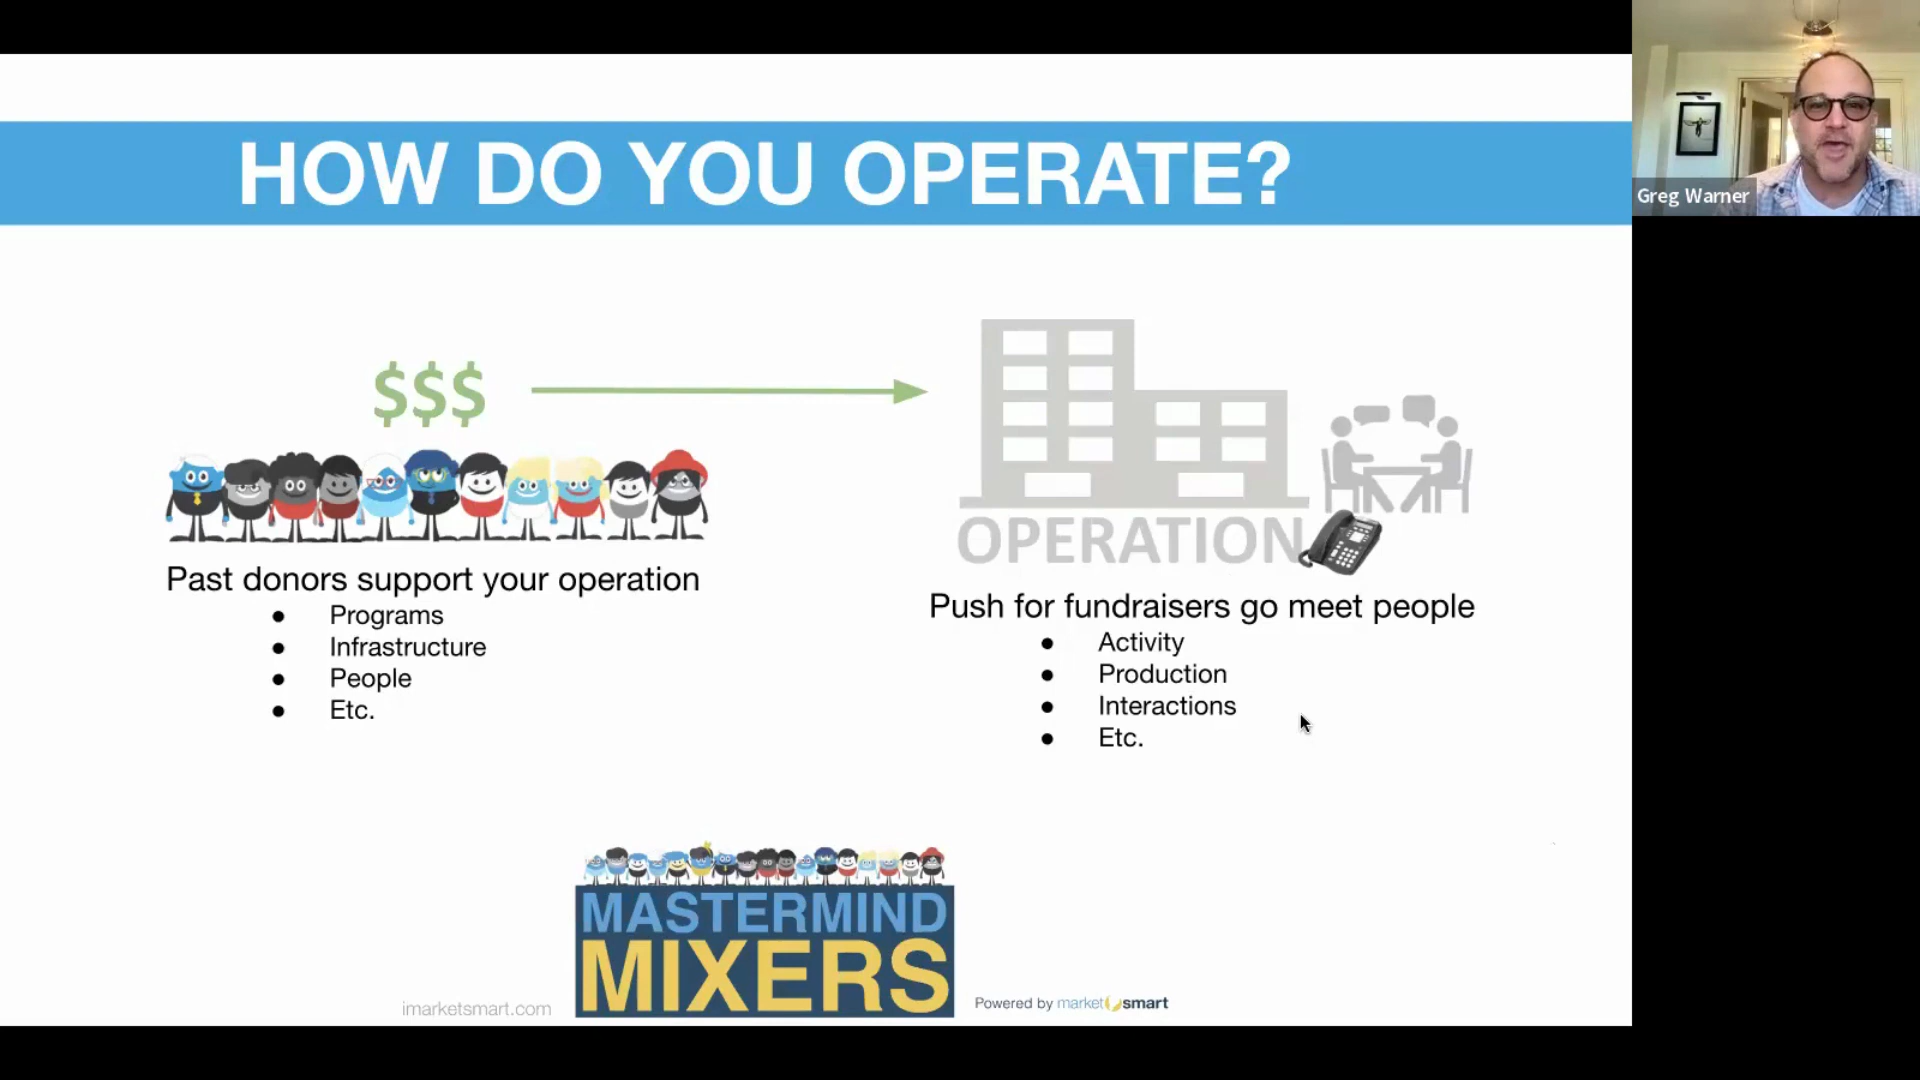 HOW DO YOU OPERATE?
Greg Warner
$$$
OPERATION
Past donors support your operation
● Programs
● Infrastructure
● People
● Etc.
Push for fundraisers go meet people
● Activity
● Production
● Interactions
● Etc.
MASTERMIND
MIXERS
imarketsmart.com
Powered by marketsmart